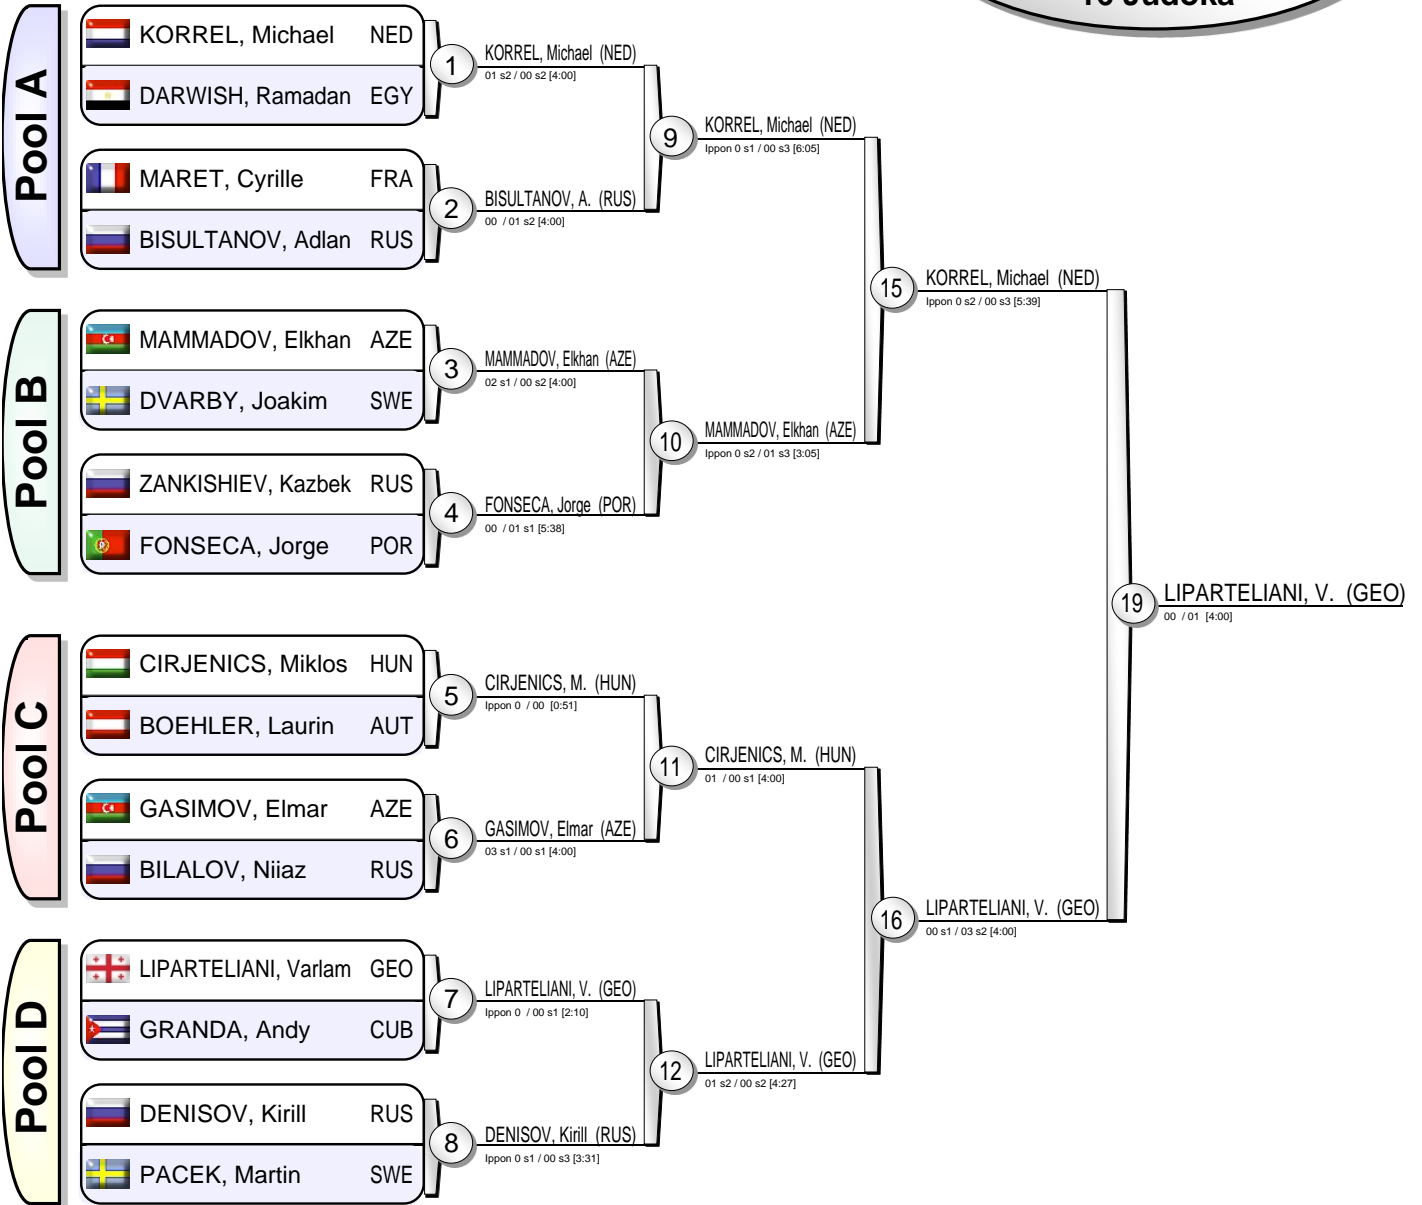 16 Judoka
Pool A
KORREL, Michael NED
DARWISH, Ramadan EGY
1
KORREL, Michael (NED)
01 s2 / 00 s2 [4:00]
MARET, Cyrille FRA
BISULTANOV, Adlan RUS
2
BISULTANOV, A. (RUS)
00 / 01 s2 [4:00]
9
KORREL, Michael (NED)
Ippon 0 s1 / 00 s3 [6:05]
Pool B
MAMMADOV, Elkhan AZE
DVARBY, Joakim SWE
3
MAMMADOV, Elkhan (AZE)
02 s1 / 00 s2 [4:00]
ZANKISHIEV, Kazbek RUS
FONSECA, Jorge POR
4
FONSECA, Jorge (POR)
00 / 01 s1 [5:38]
10
MAMMADOV, Elkhan (AZE)
Ippon 0 s2 / 01 s3 [3:05]
15
KORREL, Michael (NED)
Ippon 0 s2 / 00 s3 [5:39]
Pool C
CIRJENICS, Miklos HUN
BOEHLER, Laurin AUT
5
CIRJENICS, M. (HUN)
Ippon 0 / 00 [0:51]
GASIMOV, Elmar AZE
BILALOV, Niiaz RUS
6
GASIMOV, Elmar (AZE)
03 s1 / 00 s1 [4:00]
11
CIRJENICS, M. (HUN)
01 / 00 s1 [4:00]
Pool D
LIPARTELIANI, Varlam GEO
GRANDA, Andy CUB
7
LIPARTELIANI, V. (GEO)
Ippon 0 / 00 s1 [2:10]
DENISOV, Kirill RUS
PACEK, Martin SWE
8
DENISOV, Kirill (RUS)
Ippon 0 s1 / 00 s3 [3:31]
12
LIPARTELIANI, V. (GEO)
01 s2 / 00 s2 [4:27]
16
LIPARTELIANI, V. (GEO)
00 s1 / 03 s2 [4:00]
19
LIPARTELIANI, V. (GEO)
00 / 01 [4:00]